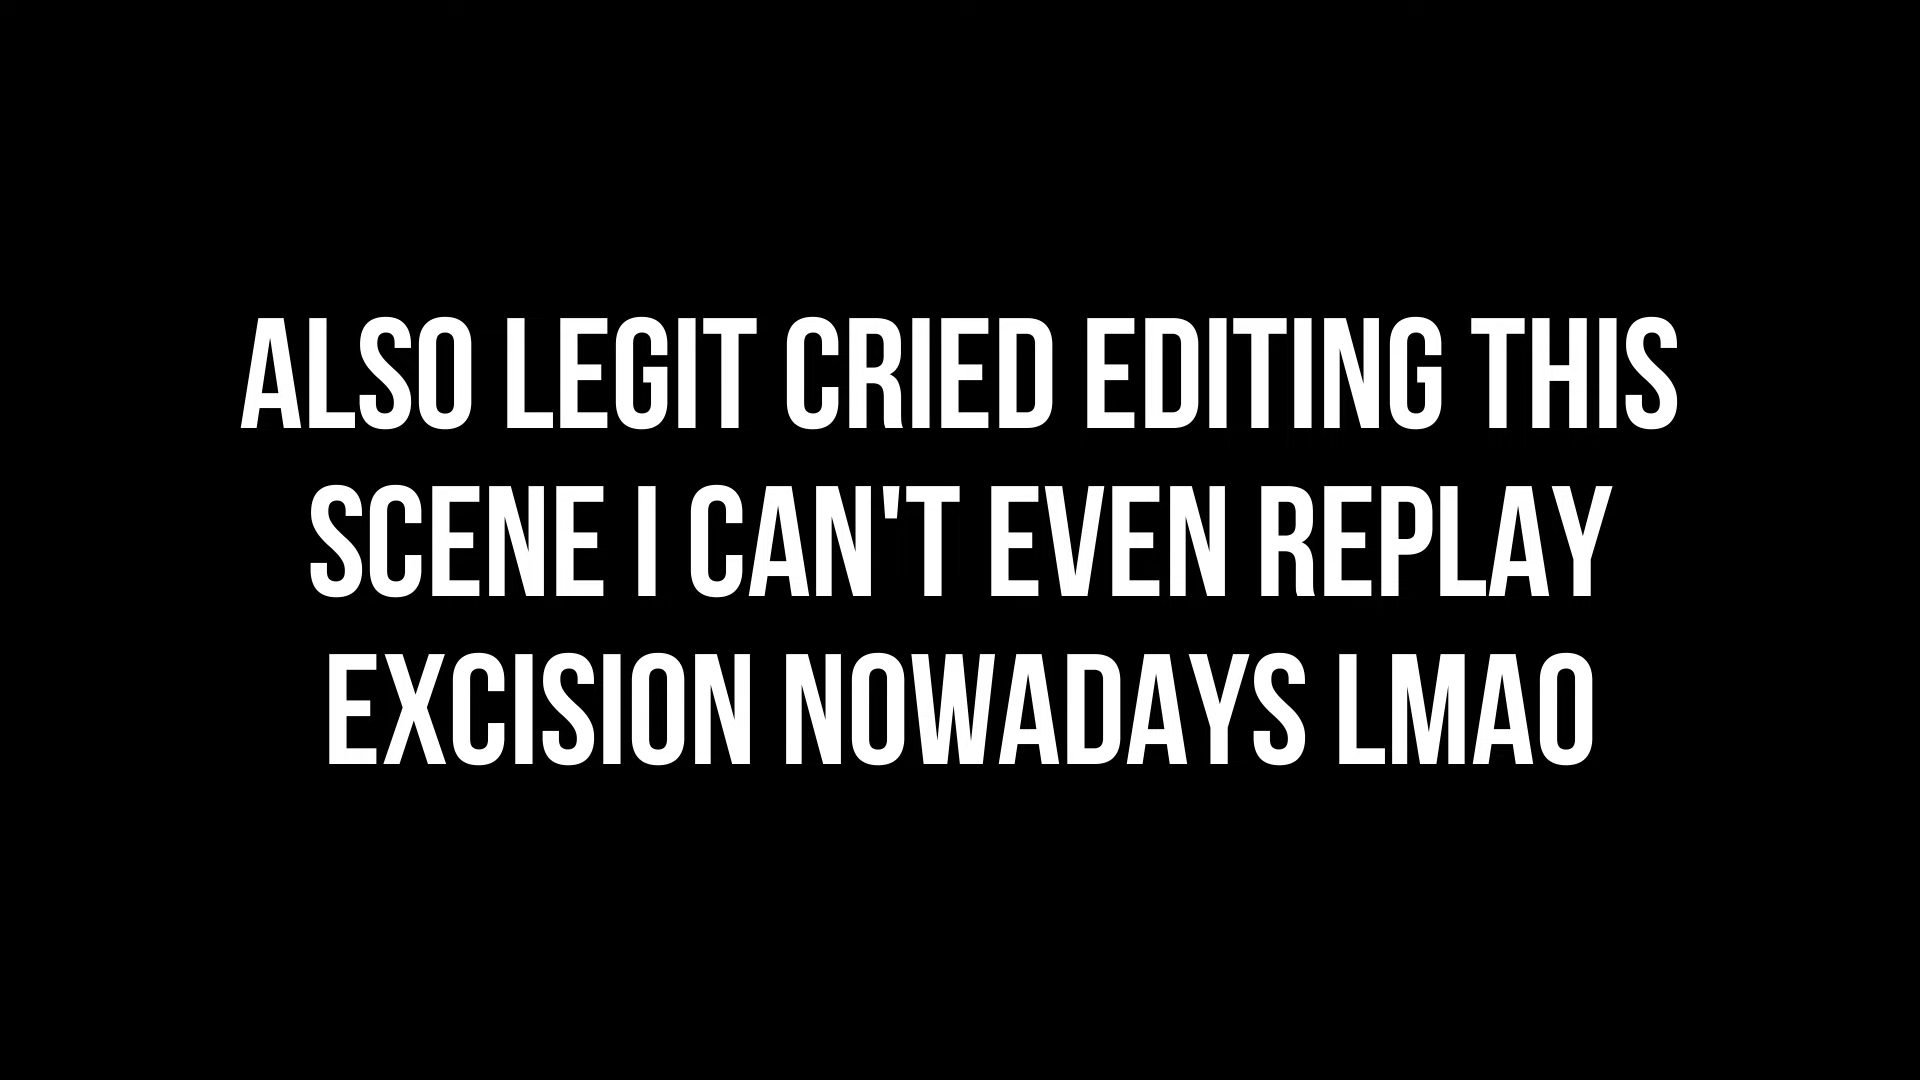 ALSO LEGIT CRIED EDITING THIS
SCENE I CAN'T EVEN REPLAY
EXCISION NOWADAYS LMAO